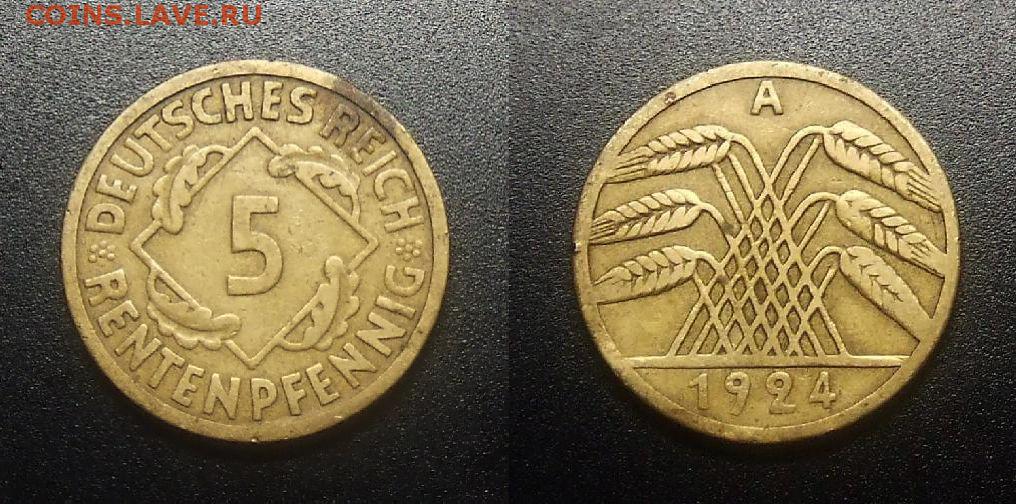 COINS.LAVE.RU
DEUTSCHES REICH
5
RENTENPFENNIG
A
1924